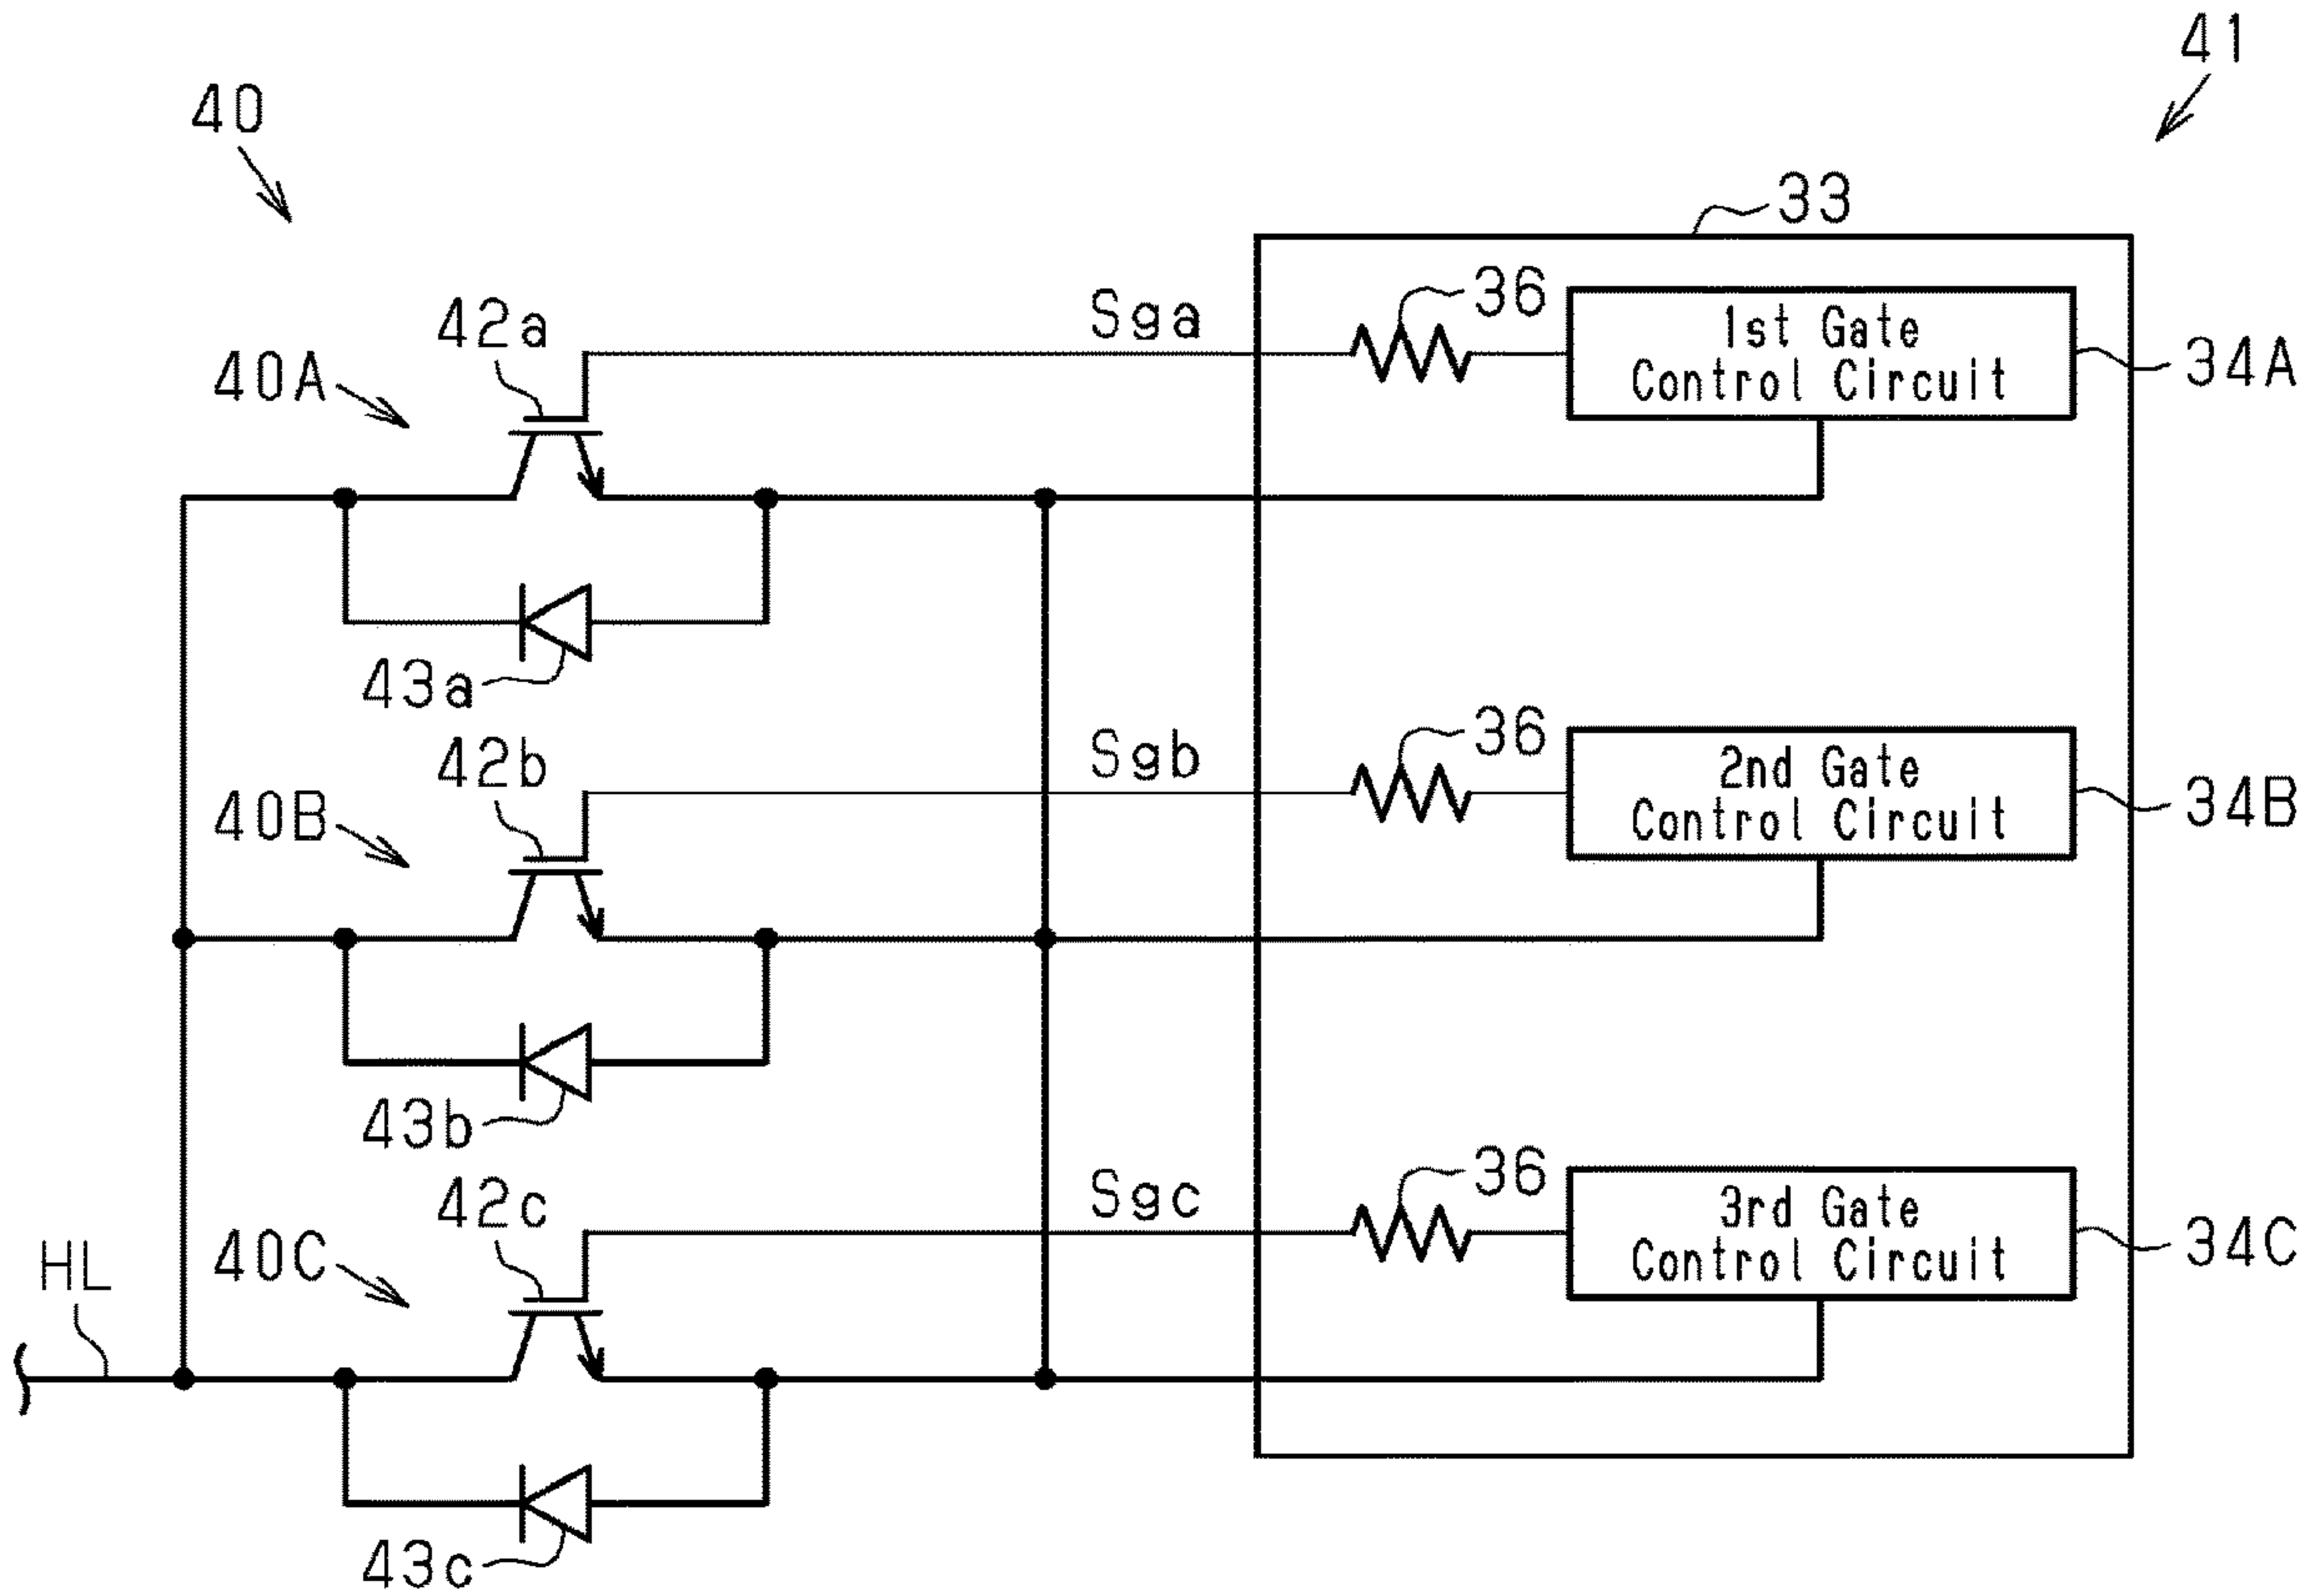 41
40
33
36
Sga
42a
1st Gate
Control Circuit
34A
40A
43a
36
Sgb
42b
2nd Gate
Control Circuit
34B
40B
43b
36
Sgc
42c
3rd Gate
Control Circuit
34C
40C
HL
43c